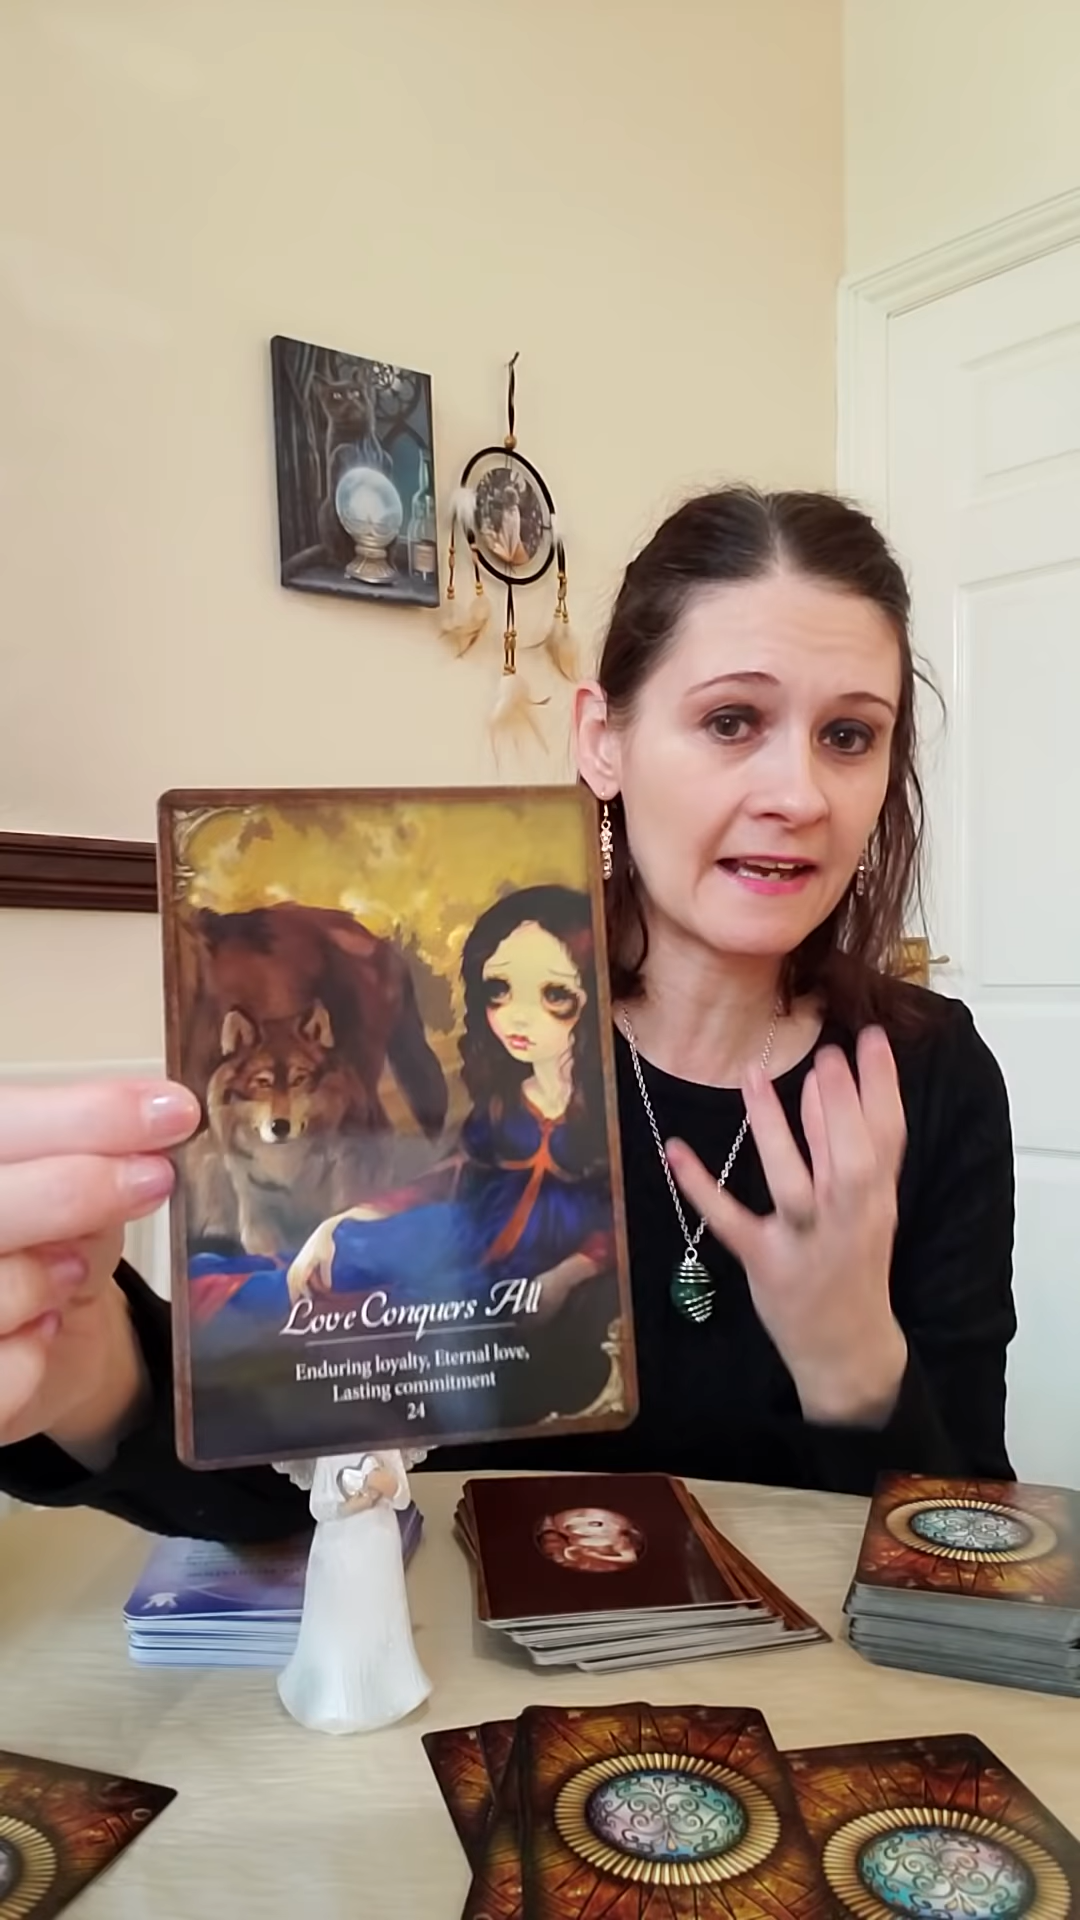 Love Conquers All
Enduring loyalty, Eternal love,
Lasting commitment
24